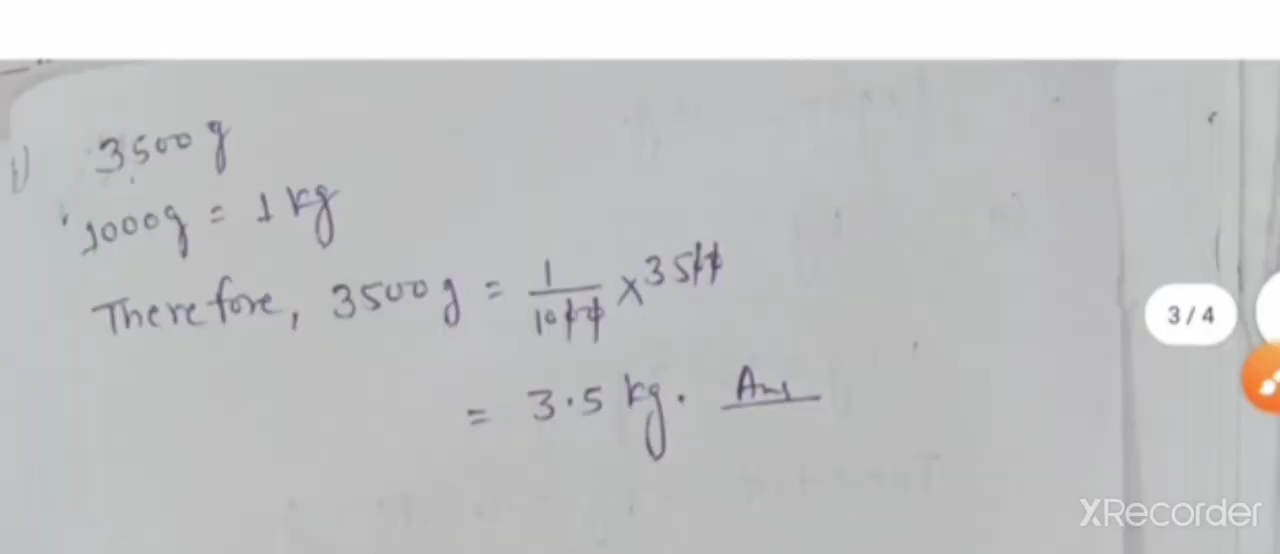 i) 3500 g
1000g = 1 kg
Therefore, 3500 g = 1/1000 × 3500
= 3.5 kg. Ans
3 / 4
XRecorder